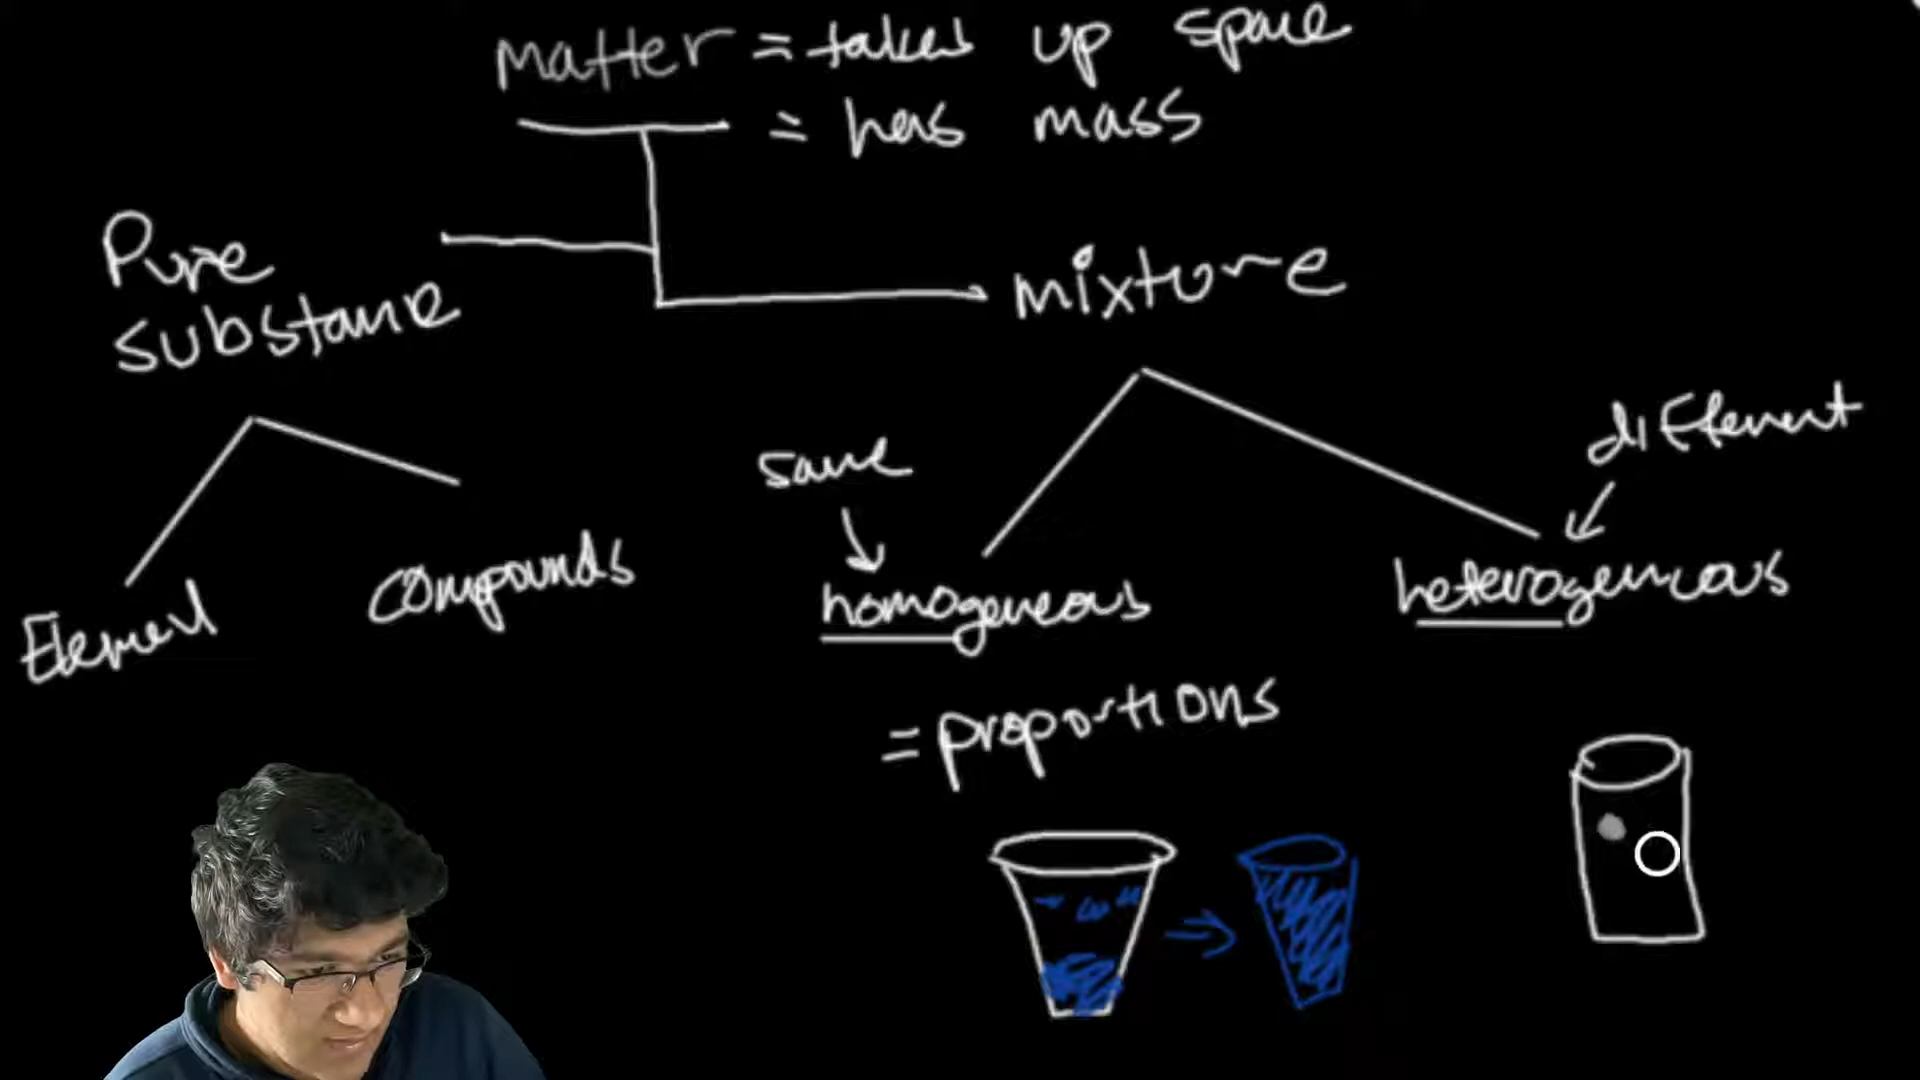 matter = takes up space
= has mass
Pure
substance
mixture
same
different
Element
compounds
homogeneous
heterogeneous
= proportions